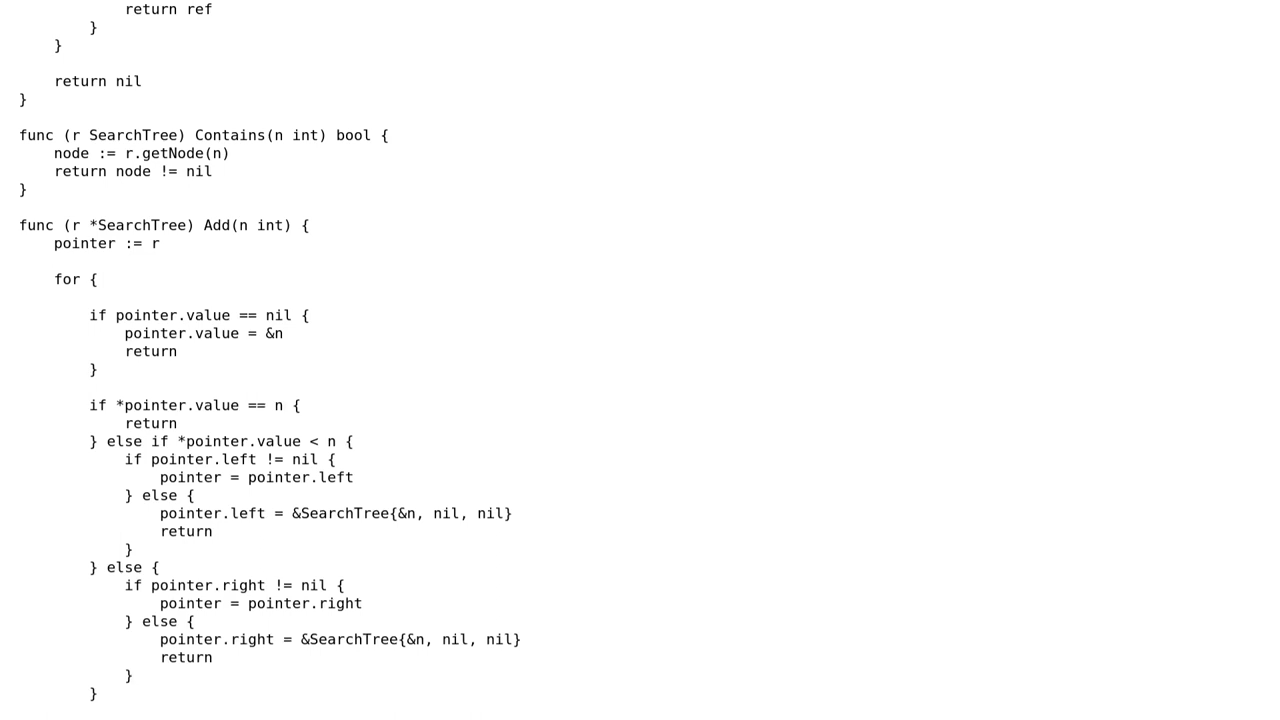 return ref
        }
    }

    return nil
}

func (r SearchTree) Contains(n int) bool {
    node := r.getNode(n)
    return node != nil
}

func (r *SearchTree) Add(n int) {
    pointer := r

    for {

        if pointer.value == nil {
            pointer.value = &n
            return
        }

        if *pointer.value == n {
            return
        } else if *pointer.value < n {
            if pointer.left != nil {
                pointer = pointer.left
            } else {
                pointer.left = &SearchTree{&n, nil, nil}
                return
            }
        } else {
            if pointer.right != nil {
                pointer = pointer.right
            } else {
                pointer.right = &SearchTree{&n, nil, nil}
                return
            }
        }